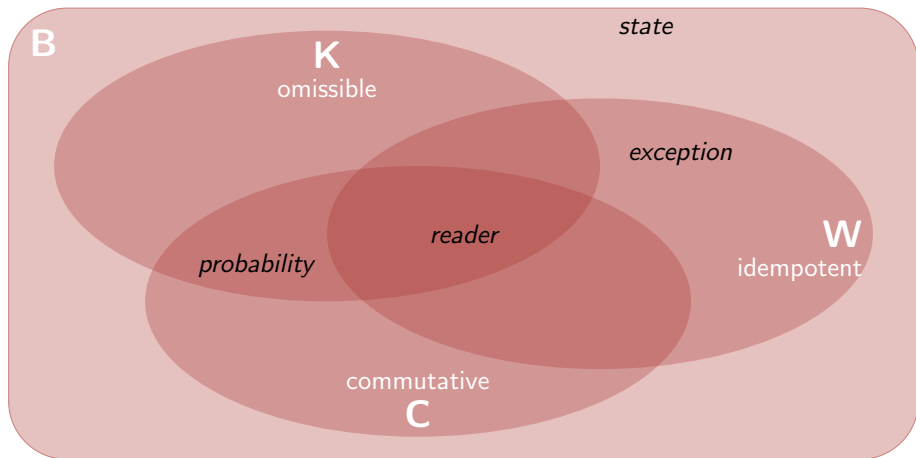 state
B
K
omissible
exception
W
idempotent
reader
probability
commutative
C